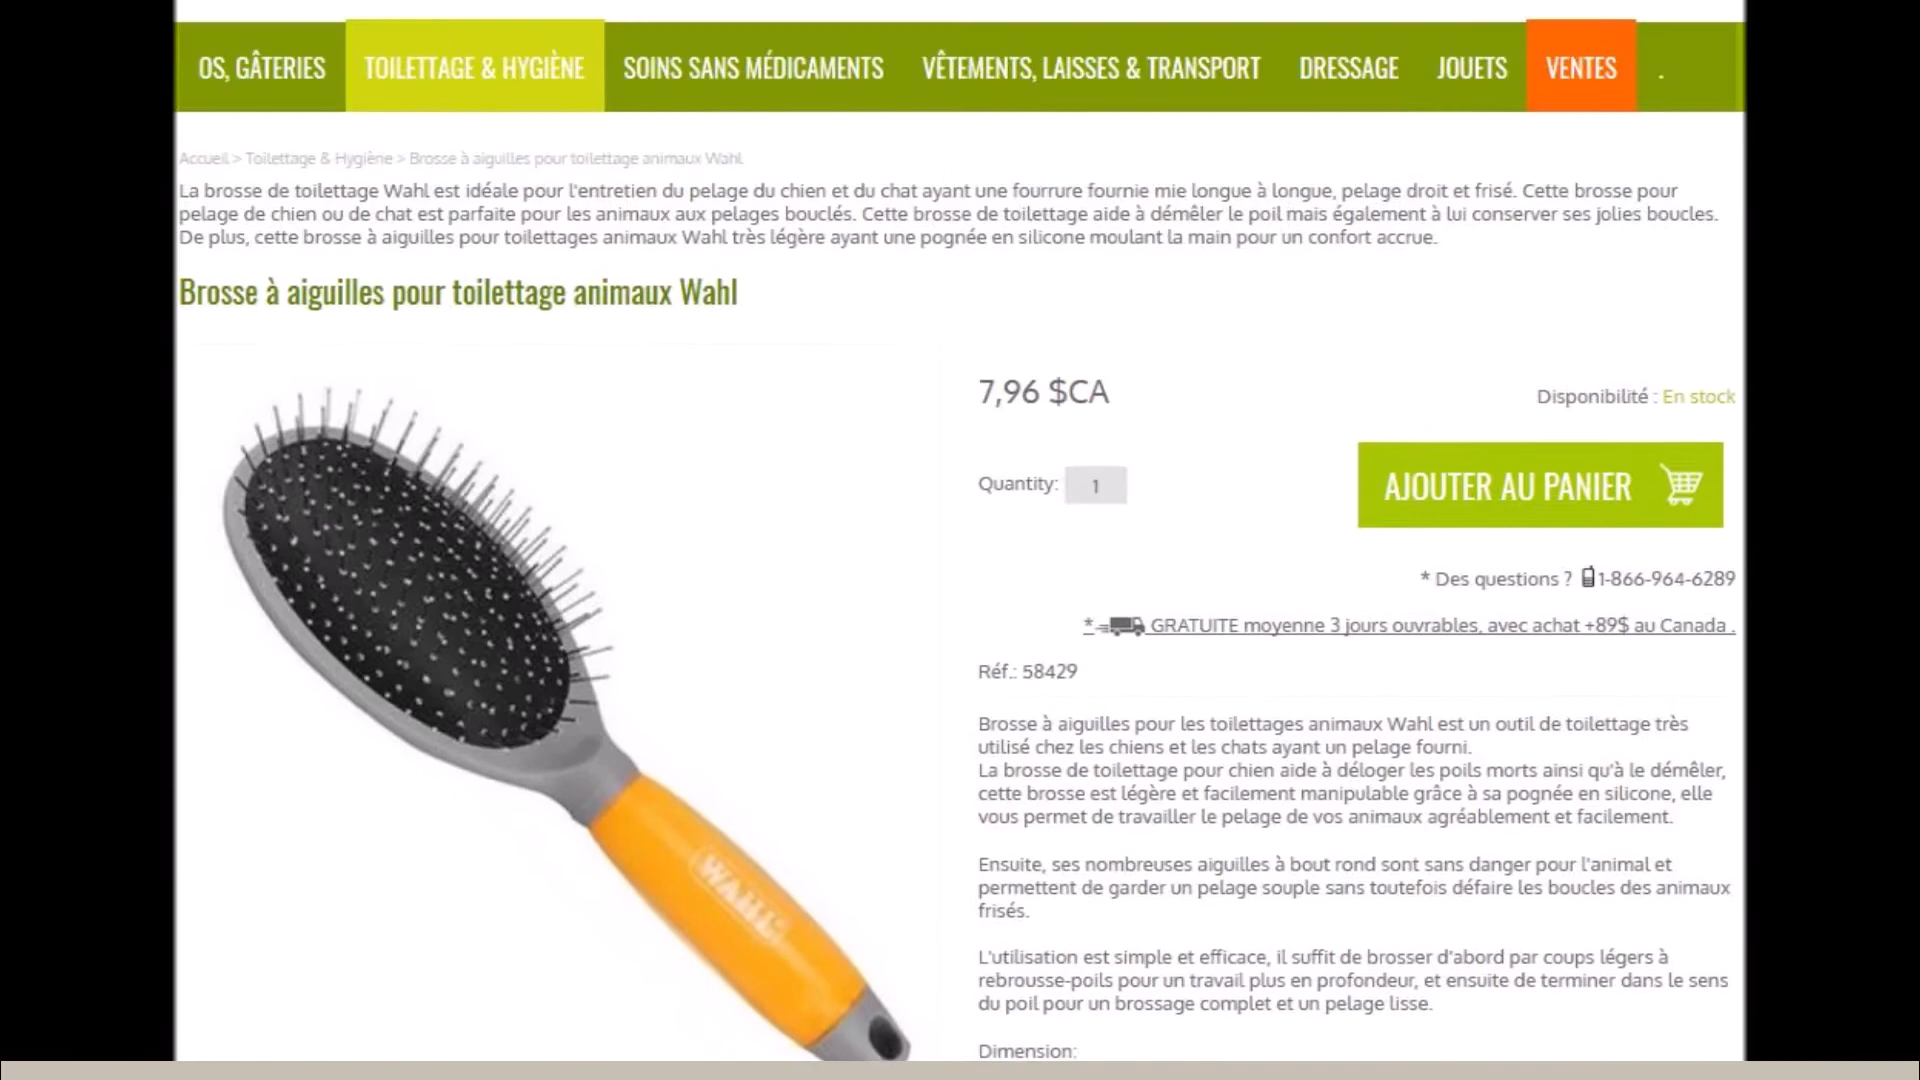 OS, GÂTERIES TOILETTAGE & HYGIÈNE SOINS SANS MÉDICAMENTS VÊTEMENTS, LAISSES & TRANSPORT DRESSAGE JOUETS VENTES .
Accueil > Toilettage & Hygiène > Brosse à aiguilles pour toilettage animaux Wahl
La brosse de toilettage Wahl est idéale pour l'entretien du pelage du chien et du chat ayant une fourrure fournie mie longue à longue, pelage droit et frisé. Cette brosse pour
pelage de chien ou de chat est parfaite pour les animaux aux pelages bouclés. Cette brosse de toilettage aide à démêler le poil mais également à lui conserver ses jolies boucles.
De plus, cette brosse à aiguilles pour toilettages animaux Wahl très légère ayant une pognée en silicone moulant la main pour un confort accrue.
Brosse à aiguilles pour toilettage animaux Wahl
7,96 $CA
Disponibilité : En stock
Quantity: 1
AJOUTER AU PANIER
* Des questions ? 1-866-964-6289
* GRATUITE moyenne 3 jours ouvrables, avec achat +89$ au Canada .
Réf.: 58429
Brosse à aiguilles pour les toilettages animaux Wahl est un outil de toilettage très
utilisé chez les chiens et les chats ayant un pelage fourni.
La brosse de toilettage pour chien aide à déloger les poils morts ainsi qu'à le démêler,
cette brosse est légère et facilement manipulable grâce à sa pognée en silicone, elle
vous permet de travailler le pelage de vos animaux agréablement et facilement.
Ensuite, ses nombreuses aiguilles à bout rond sont sans danger pour l'animal et
permettent de garder un pelage souple sans toutefois défaire les boucles des animaux
frisés.
L'utilisation est simple et efficace, il suffit de brosser d'abord par coups légers à
rebrousse-poils pour un travail plus en profondeur, et ensuite de terminer dans le sens
du poil pour un brossage complet et un pelage lisse.
Dimension:
WAHL